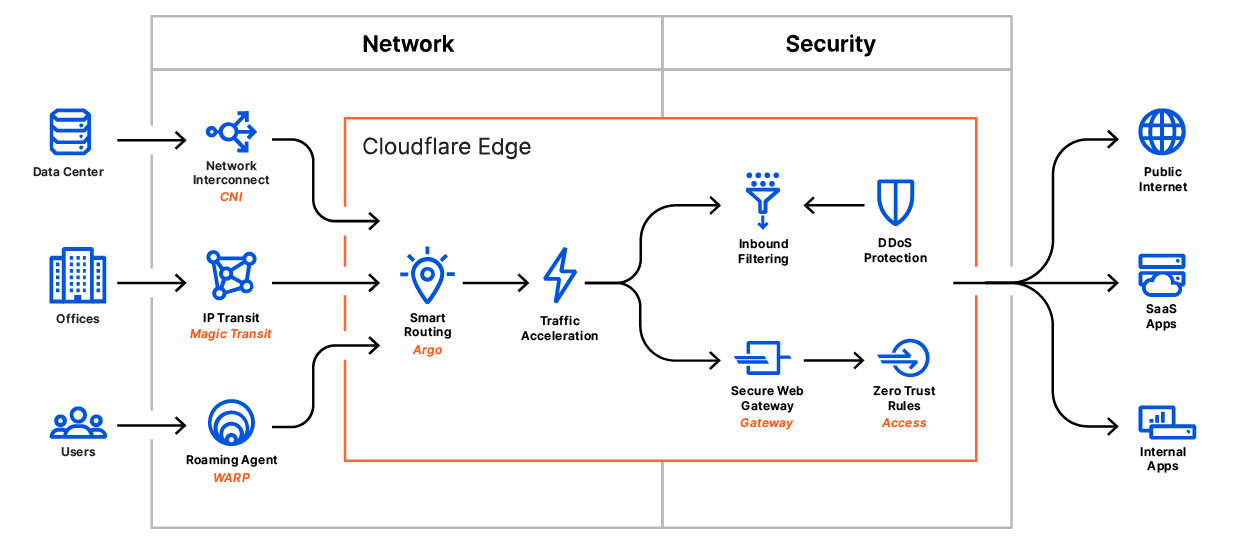 Network
Security
Cloudflare Edge
Data Center
Network
Interconnect
CNI
Offices
IP Transit
Magic Transit
Users
Roaming Agent
WARP
Smart
Routing
Argo
Traffic
Acceleration
Inbound
Filtering
DDoS
Protection
Secure Web
Gateway
Gateway
Zero Trust
Rules
Access
Public
Internet
SaaS
Apps
Internal
Apps